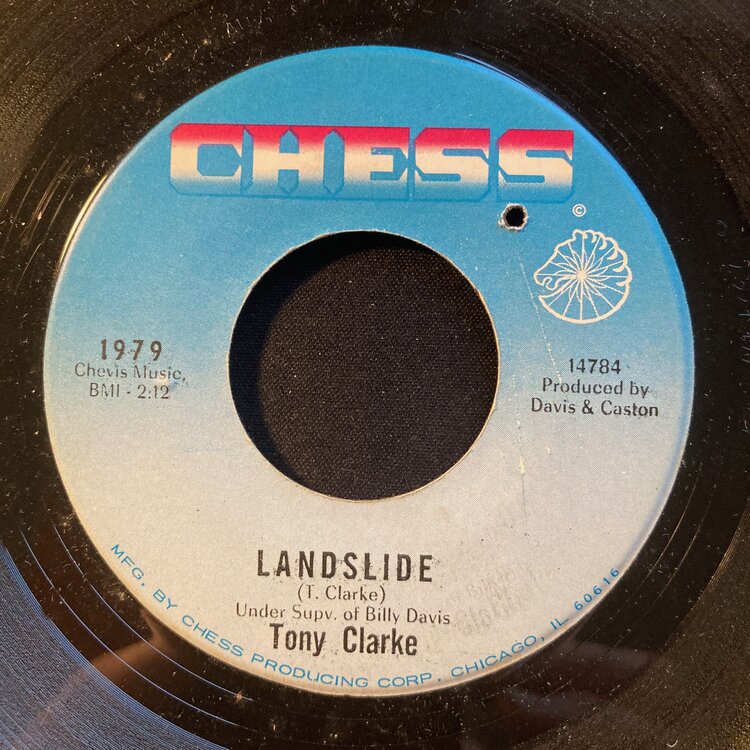 CHESS
©
1979
Chevis Music,
BMI - 2:12
14784
Produced by
Davis & Caston
LANDSLIDE
(T. Clarke)
Under Supv. of Billy Davis
Tony Clarke
MFG. BY CHESS PRODUCING CORP. CHICAGO, IL 60616